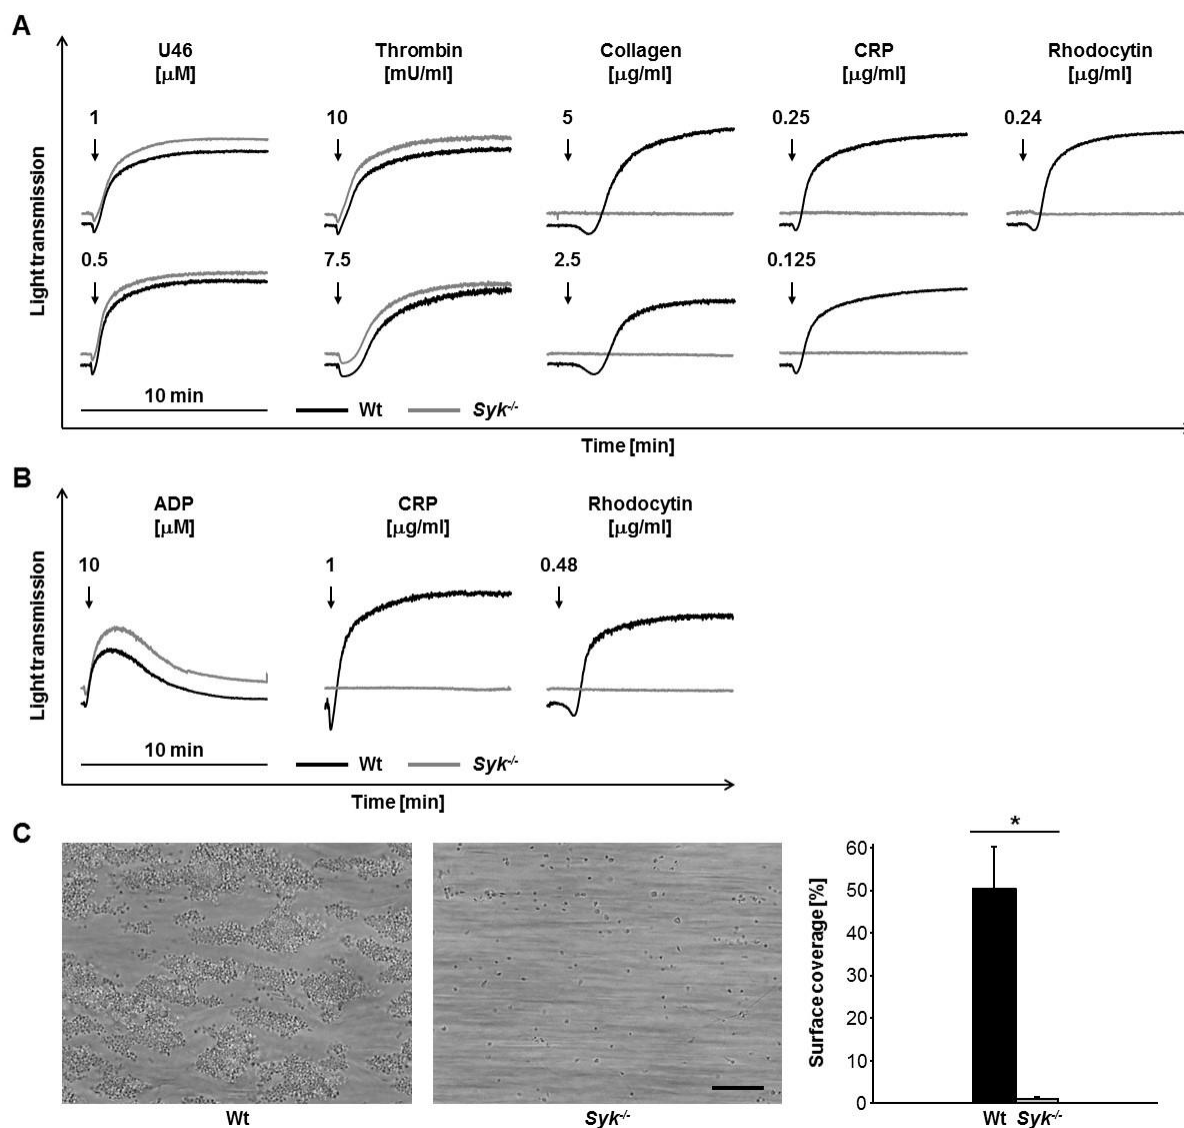 A
U46
[µM]
Thrombin
[mU/ml]
Collagen
[µg/ml]
CRP
[µg/ml]
Rhodocytin
[µg/ml]
1
10
5
0.25
0.24
0.5
7.5
2.5
0.125
Light transmission
10 min
Wt
Syk-/-
Time [min]
B
ADP
[µM]
CRP
[µg/ml]
Rhodocytin
[µg/ml]
10
1
0.48
Light transmission
10 min
Wt
Syk-/-
Time [min]
C
Wt
Syk-/-
*
Surface coverage [%]
60
50
40
30
20
10
0
Wt Syk-/-